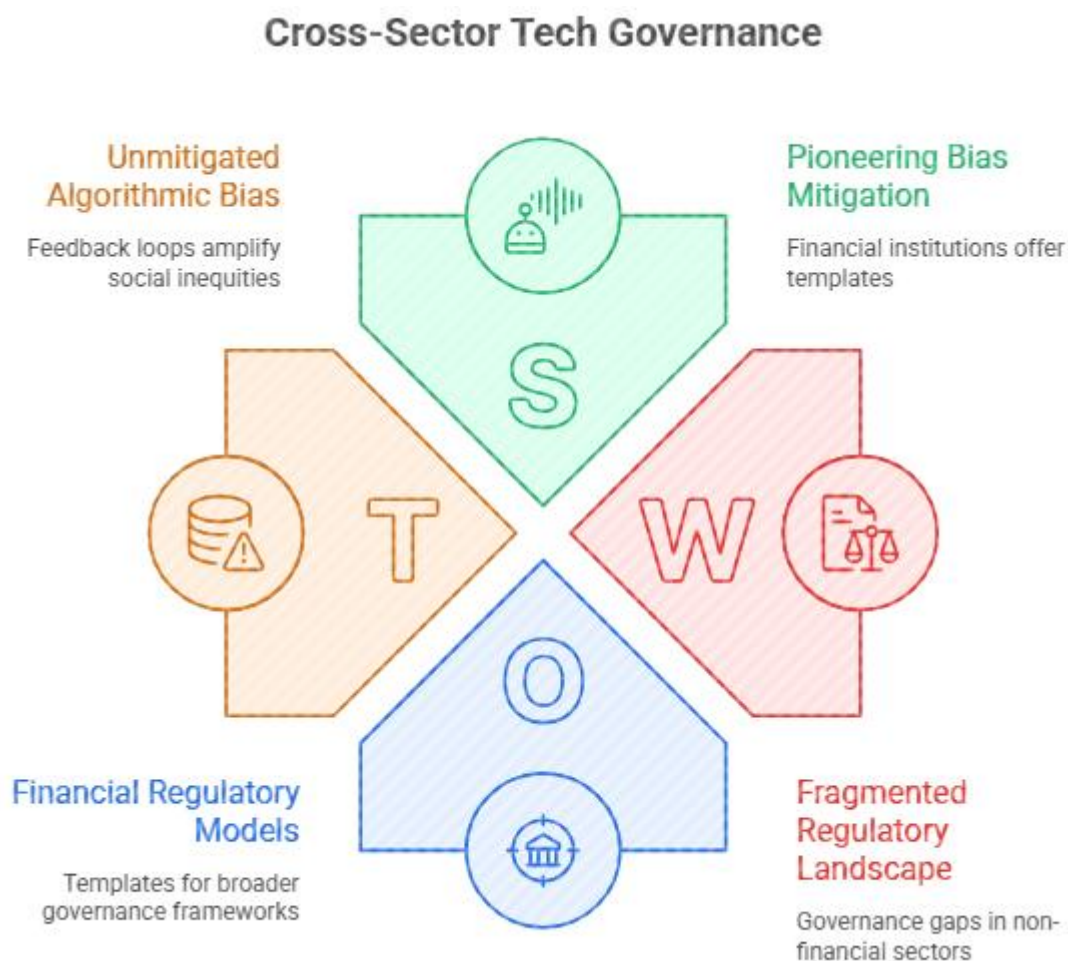 Cross-Sector Tech Governance
Unmitigated
Algorithmic Bias
Feedback loops amplify
social inequities
Pioneering Bias
Mitigation
Financial institutions offer
templates
S
T
W
O
Financial Regulatory
Models
Templates for broader
governance frameworks
Fragmented
Regulatory
Landscape
Governance gaps in non-
financial sectors